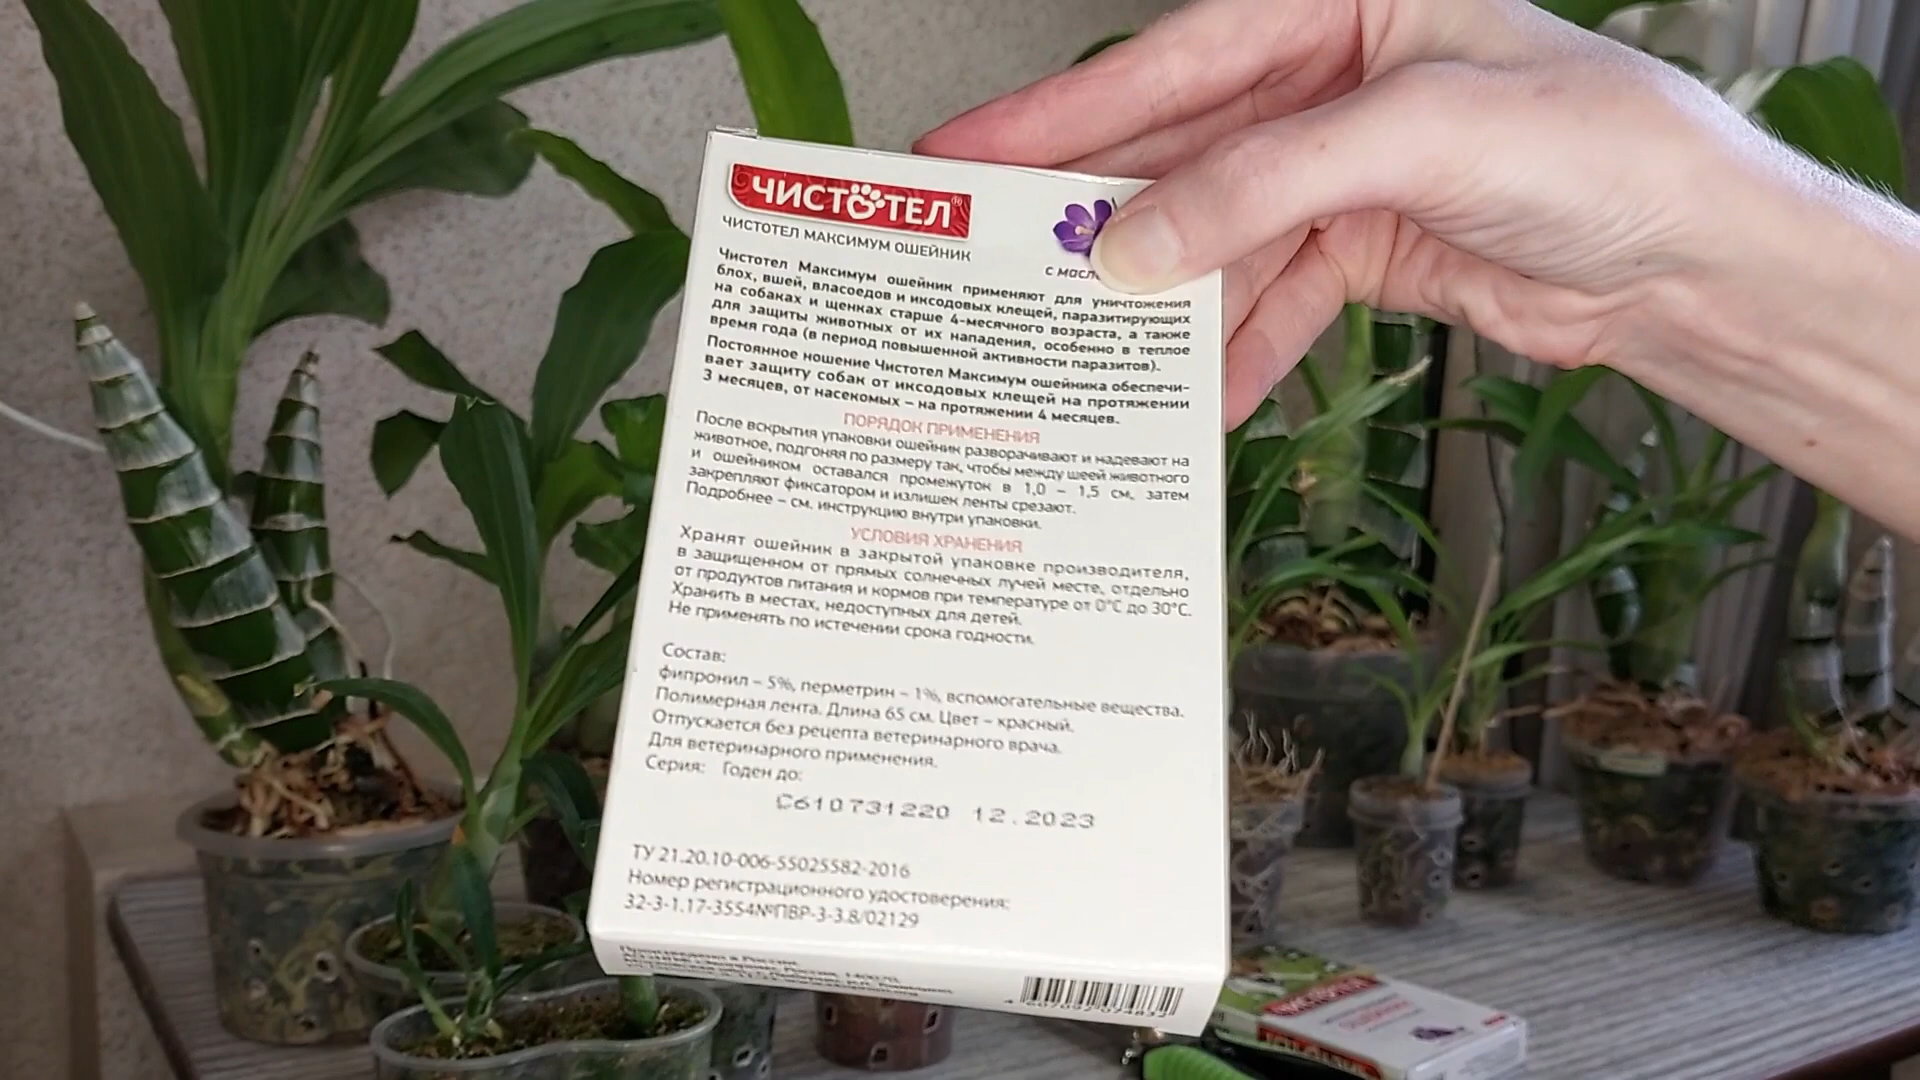 ЧИСТОТЕЛ®
ЧИСТОТЕЛ МАКСИМУМ ОШЕЙНИК
с масл
Чистотел Максимум ошейник применяют для уничтожения
блох, вшей, власоедов и иксодовых клещей, паразитирующих
на собаках и щенках старше 4-месячного возраста, а также
для защиты животных от их нападения, особенно в теплое
время года (в период повышенной активности паразитов).
Постоянное ношение Чистотел Максимум ошейника обеспечи-
вает защиту собак от иксодовых клещей на протяжении
3 месяцев, от насекомых – на протяжении 4 месяцев.
ПОРЯДОК ПРИМЕНЕНИЯ
После вскрытия упаковки ошейник разворачивают и надевают на
животное, подгоняя по размеру так, чтобы между шеей животного
и ошейником оставался промежуток в 1,0 – 1,5 см, затем
закрепляют фиксатором и излишек ленты срезают.
Подробнее – см. инструкцию внутри упаковки.
УСЛОВИЯ ХРАНЕНИЯ
Хранят ошейник в закрытой упаковке производителя,
в защищенном от прямых солнечных лучей месте, отдельно
от продуктов питания и кормов при температуре от 0°С до 30°С.
Хранить в местах, недоступных для детей.
Не применять по истечении срока годности.
Состав:
фипронил – 5%, перметрин – 1%, вспомогательные вещества.
Полимерная лента. Длина 65 см. Цвет – красный.
Отпускается без рецепта ветеринарного врача.
Для ветеринарного применения.
Серия: Годен до:
С610731220 12.2023
ТУ 21.20.10-006-55025582-2016
Номер регистрационного удостоверения:
32-3-1.17-3554№ПВР-3-3.8/02129
Произведено в России.
ЧИСТОТЕЛ